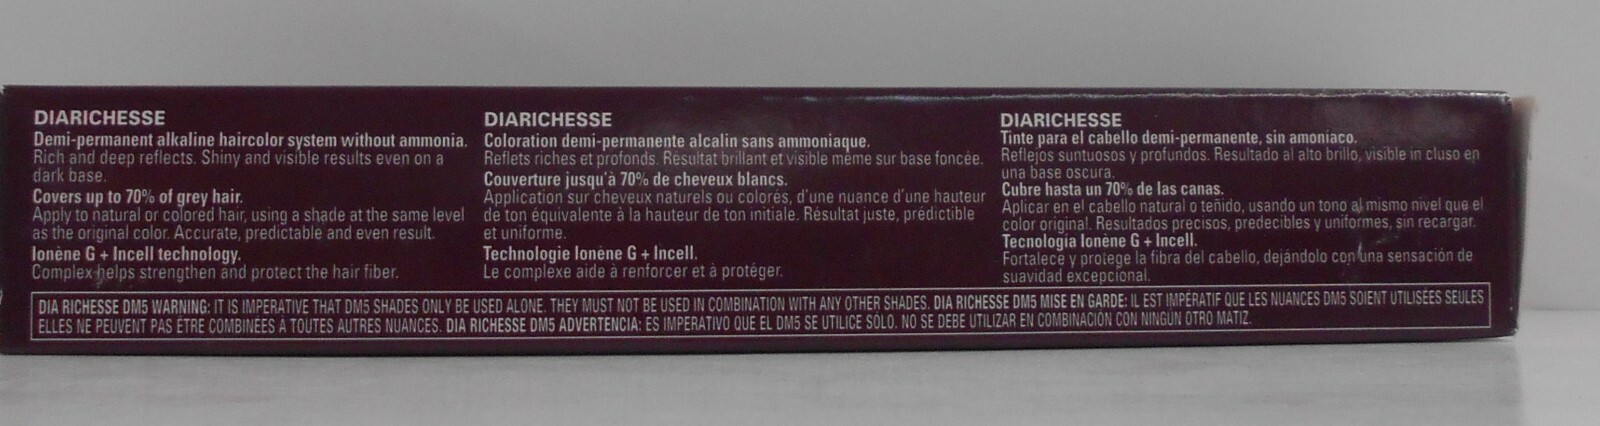 DIARICHESSE
Demi-permanent alkaline haircolor system without ammonia.
Rich and deep reflects. Shiny and visible results even on a
dark base.
Covers up to 70% of grey hair.
Apply to natural or colored hair, using a shade at the same level
as the original color. Accurate, predictable and even result.
Ionène G + Incell technology.
Complex helps strengthen and protect the hair fiber.
DIARICHESSE
Coloration demi-permanente alcalin sans ammoniaque.
Reflets riches et profonds. Résultat brillant et visible même sur base foncée.
Couverture jusqu'à 70% de cheveux blancs.
Application sur cheveux naturels ou colorés, d'une nuance d'une hauteur
de ton équivalente à la hauteur de ton initiale. Résultat juste, prédictible
et uniforme.
Technologie Ionène G + Incell.
Le complexe aide à renforcer et à protéger.
DIARICHESSE
Tinte para el cabello demi-permanente, sin amoníaco.
Reflejos suntuosos y profundos. Resultado al alto brillo, visible in cluso en
una base oscura.
Cubre hasta un 70% de las canas.
Aplicar en el cabello natural o teñido, usando un tono al mismo nivel que el
color original. Resultados precisos, predecibles y uniformes, sin recargar.
Tecnología Ionène G + Incell.
Fortalece y protege la fibra del cabello, dejándolo con una sensación de
suavidad excepcional.
DIA RICHESSE DM5 WARNING: IT IS IMPERATIVE THAT DM5 SHADES ONLY BE USED ALONE. THEY MUST NOT BE USED IN COMBINATION WITH ANY OTHER SHADES. DIA RICHESSE DM5 MISE EN GARDE: IL EST IMPÉRATIF QUE LES NUANCES DM5 SOIENT UTILISÉES SEULES
ELLES NE PEUVENT PAS ÊTRE COMBINÉES À TOUTES AUTRES NUANCES. DIA RICHESSE DM5 ADVERTENCIA: ES IMPERATIVO QUE EL DM5 SE UTILICE SÓLO. NO SE DEBE UTILIZAR EN COMBINACIÓN CON NINGÚN OTRO MATIZ.